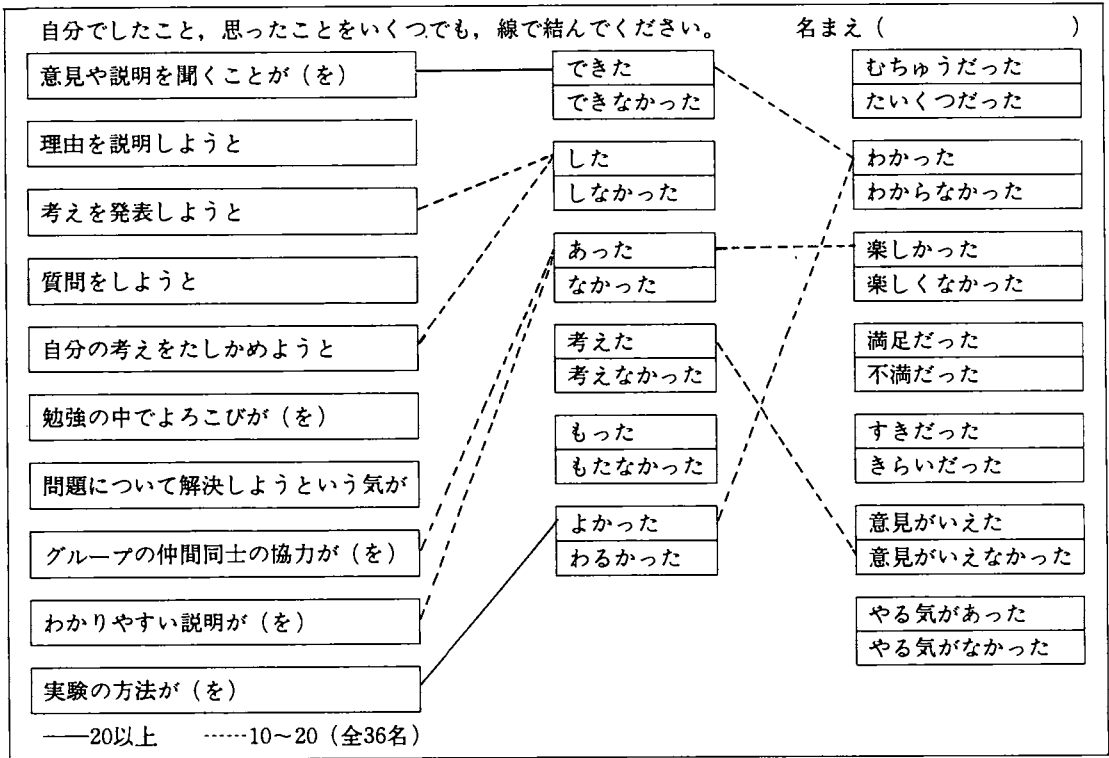 自分でしたこと，思ったことをいくつでも，線で結んでください。 名まえ（ ）
意見や説明を聞くことが（を）
理由を説明しようと
考えを発表しようと
質問をしようと
自分の考えをたしかめようと
勉強の中でよろこびが（を）
問題について解決しようという気が
グループの仲間同士の協力が（を）
わかりやすい説明が（を）
実験の方法が（を）
できた
できなかった
した
しなかった
あった
なかった
考えた
考えなかった
もった
もたなかった
よかった
わるかった
むちゅうだった
たいくつだった
わかった
わからなかった
楽しかった
楽しくなかった
満足だった
不満だった
すきだった
きらいだった
意見がいえた
意見がいえなかった
やる気があった
やる気がなかった
——20以上 ……10～20（全36名）